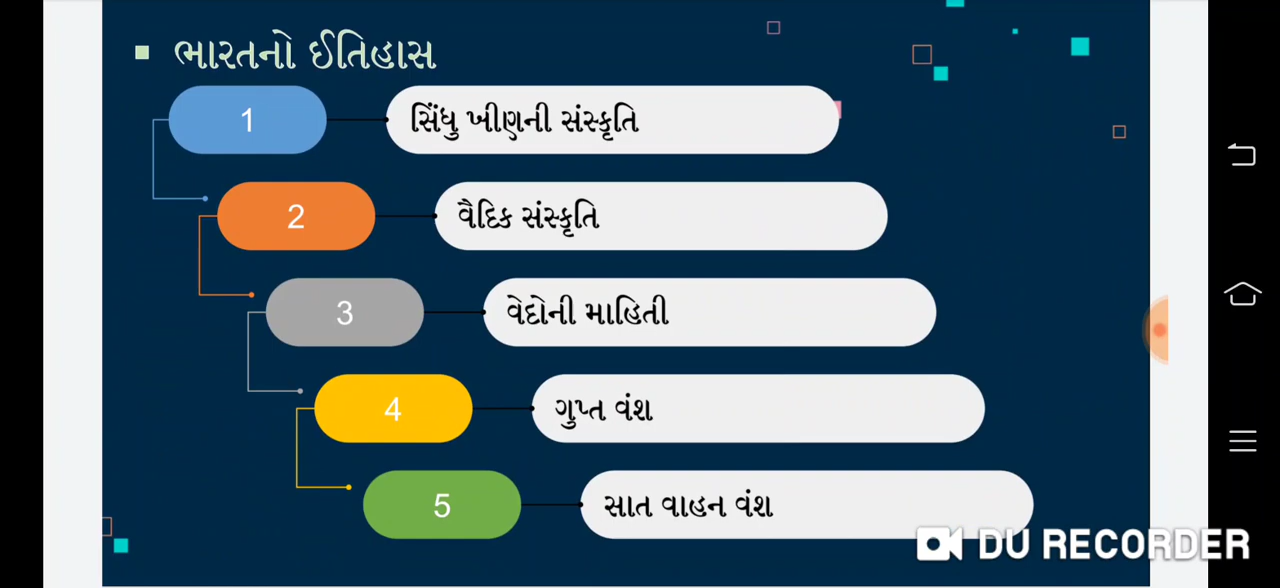 ભારતનો ઈતિહાસ
1
સિંધુ ખીણની સંસ્કૃતિ
2
વૈદિક સંસ્કૃતિ
3
વેદોની માહિતી
4
ગુપ્ત વંશ
5
સાત વાહન વંશ
DU RECORDER